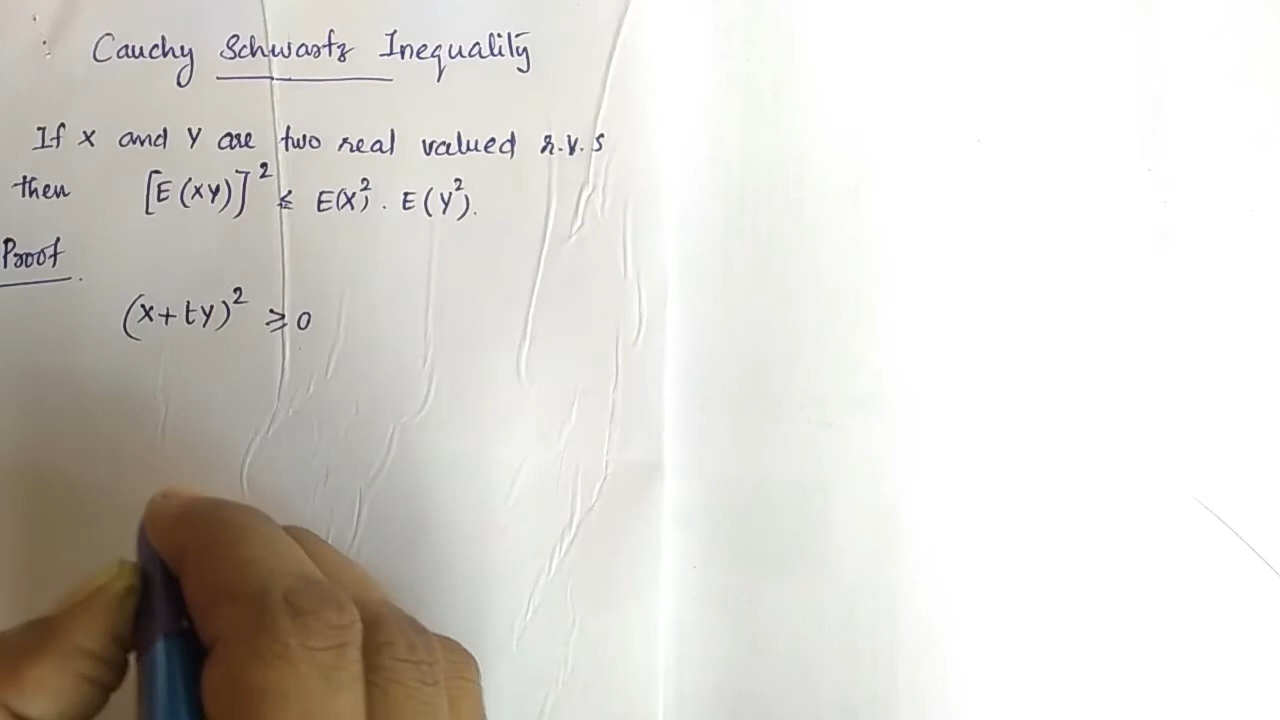 : Cauchy Schwartz Inequality
If X and Y are two real valued r.v.s
then [E(XY)]² ≤ E(X²). E(Y²).
Proof.
(X+tY)² ≥0